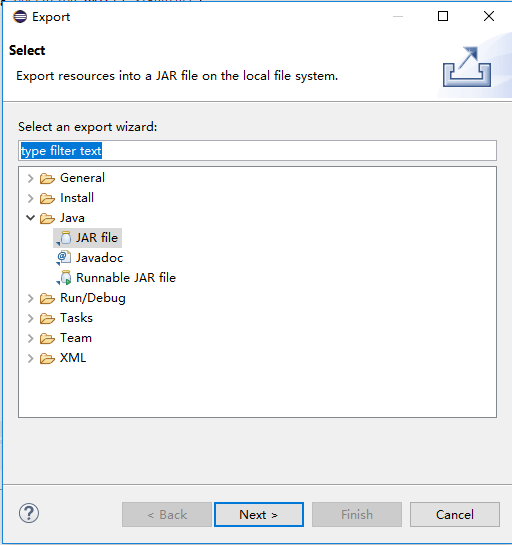 Export
Select
Export resources into a JAR file on the local file system.
Select an export wizard:
type filter text
General
Install
Java
JAR file
Javadoc
Runnable JAR file
Run/Debug
Tasks
Team
XML
?
< Back
Next >
Finish
Cancel